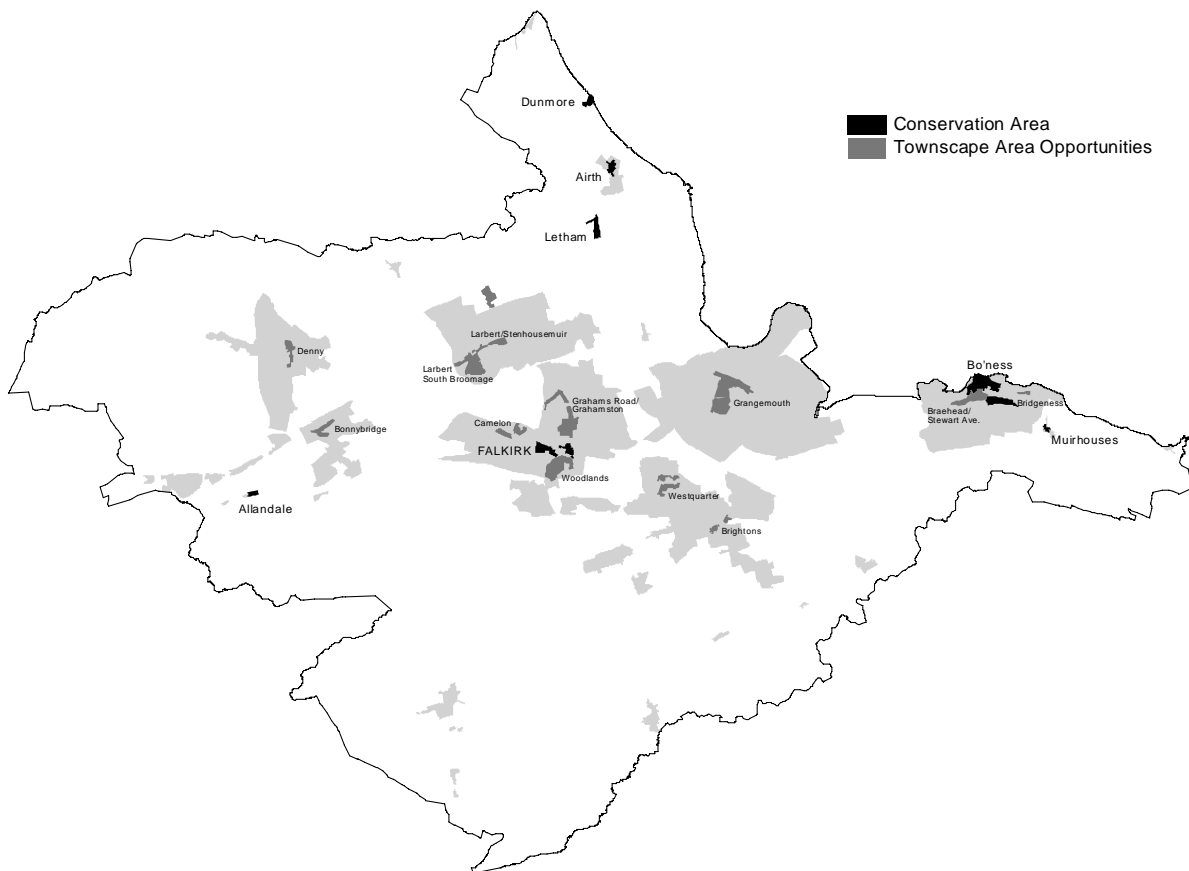 Dunmore
Conservation Area
Townscape Area Opportunities
Airth
Letham
Larbert/Stenhousemuir
Denny
Larbert
South Broomage
Bo'ness
Grahams Road/
Grahamston
Grangemouth
Bridgeness
Braehead/
Stewart Ave.
Camelon
Bonnybridge
FALKIRK
Muirhouses
Woodlands
Westquarter
Allandale
Brightons